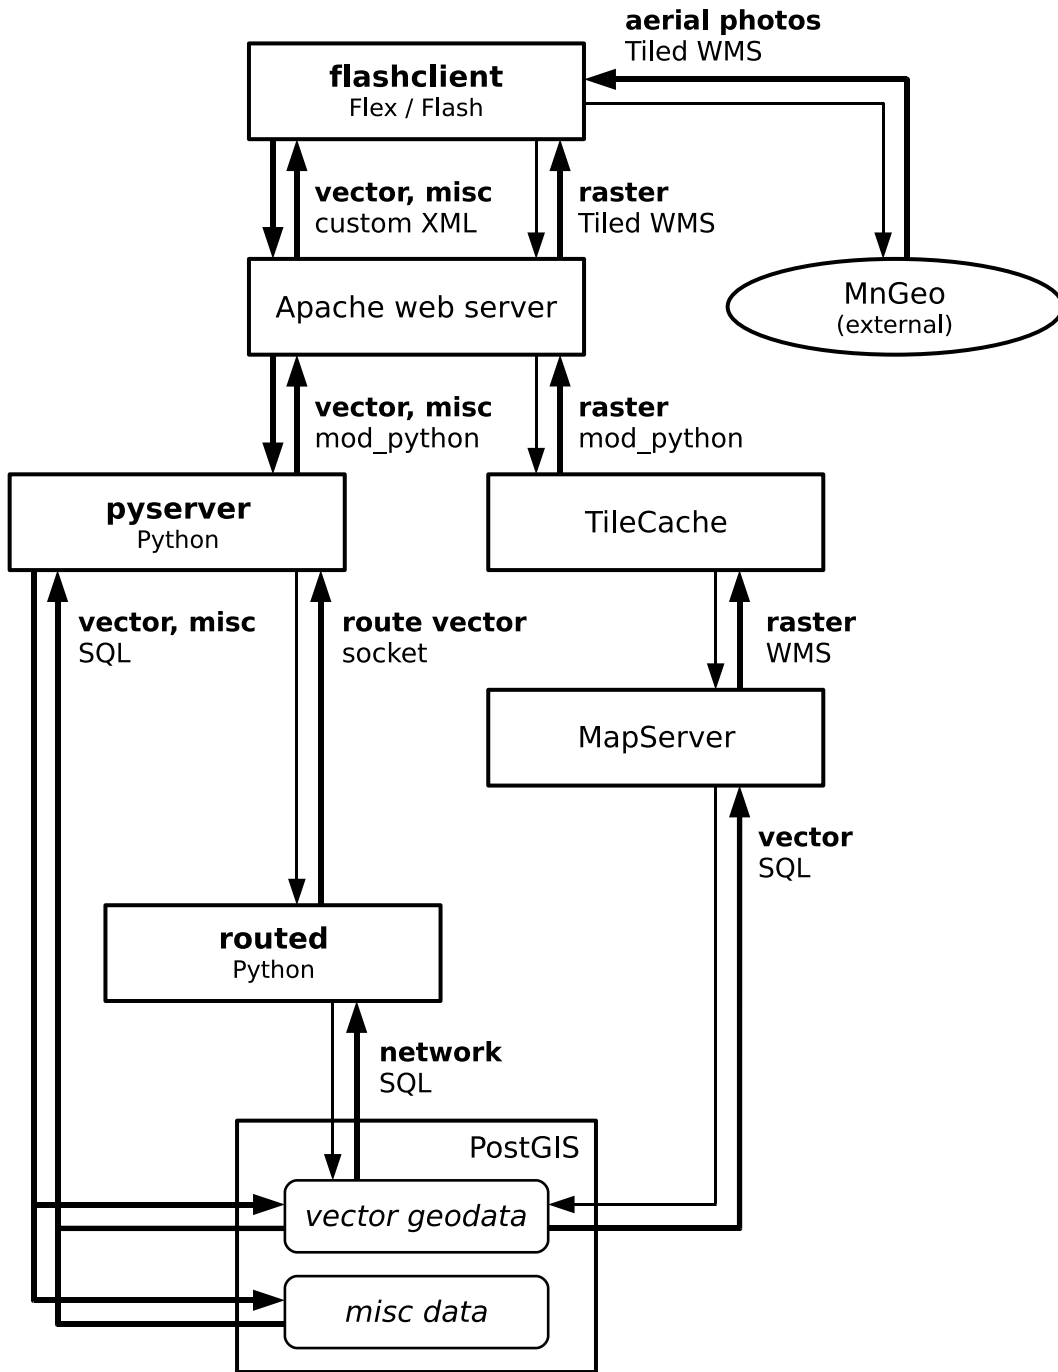 aerial photos
Tiled WMS
flashclient
Flex / Flash
vector, misc
custom XML
raster
Tiled WMS
Apache web server
MnGeo
(external)
vector, misc
mod_python
raster
mod_python
pyserver
Python
TileCache
vector, misc
SQL
route vector
socket
raster
WMS
MapServer
vector
SQL
routed
Python
network
SQL
PostGIS
vector geodata
misc data